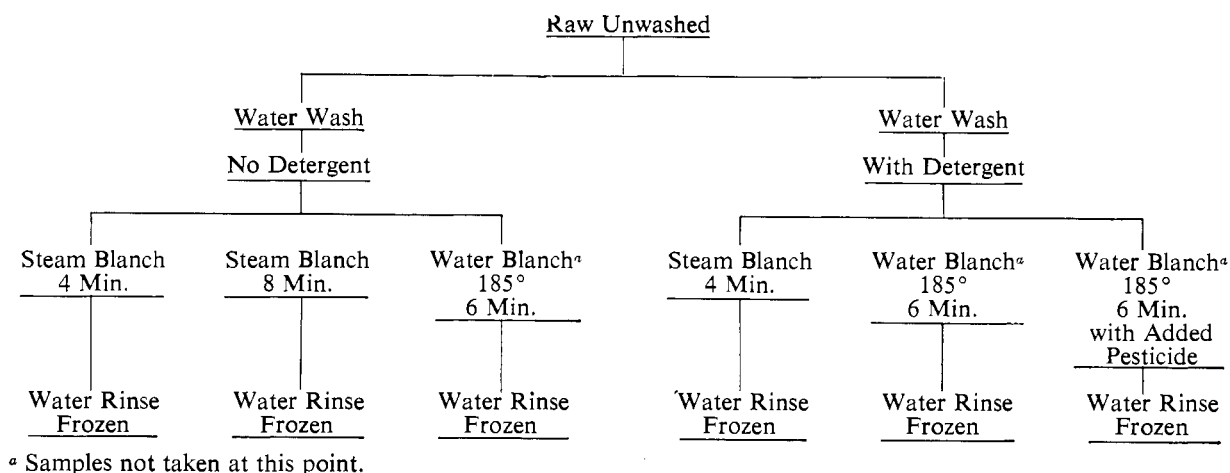 Raw Unwashed
Water Wash
Water Wash
No Detergent
With Detergent
Steam Blanch
4 Min.
Steam Blanch
8 Min.
Water Blanchᵃ
185°
6 Min.
Steam Blanch
4 Min.
Water Blanchᵃ
185°
6 Min.
Water Blanchᵃ
185°
6 Min.
with Added
Pesticide
Water Rinse
Frozen
Water Rinse
Frozen
Water Rinse
Frozen
Water Rinse
Frozen
Water Rinse
Frozen
Water Rinse
Frozen
ᵃ Samples not taken at this point.